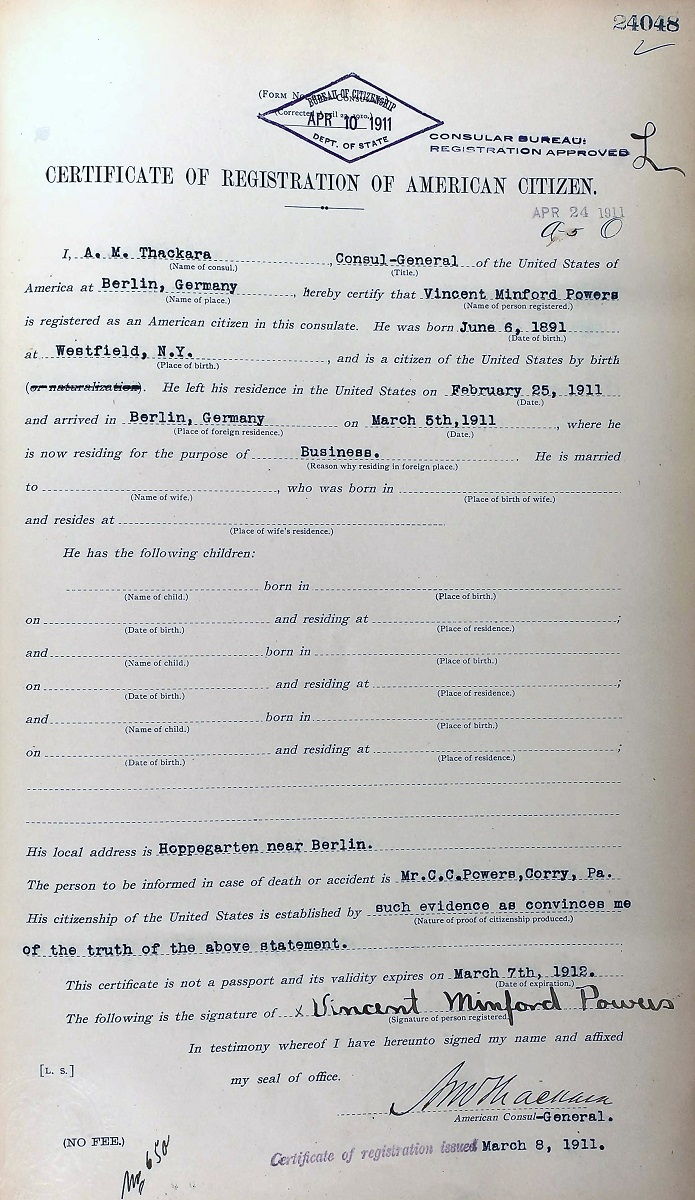 24048
(Form No. Consular
(Corrected April 22, 1910.)
BUREAU OF CITIZENSHIP
APR 10 1911
DEPT. OF STATE
CONSULAR BUREAU:
REGISTRATION APPROVED
CERTIFICATE OF REGISTRATION OF AMERICAN CITIZEN.
APR 24 1911
I, A. M. Thackara, Consul-General of the United States of
(Name of consul.) (Title.)
America at Berlin, Germany, hereby certify that Vincent Minford Powers
(Name of place.) (Name of person registered.)
is registered as an American citizen in this consulate. He was born June 6, 1891
(Date of birth.)
at Westfield, N.Y., and is a citizen of the United States by birth
(Place of birth.)
(or naturalization). He left his residence in the United States on February 25, 1911
(Date.)
and arrived in Berlin, Germany on March 5th,1911, where he
(Place of foreign residence.) (Date.)
is now residing for the purpose of Business. He is married
(Reason why residing in foreign place.)
to, who was born in
(Name of wife.) (Place of birth of wife.)
and resides at
(Place of wife's residence.)
He has the following children:
born in
(Name of child.) (Place of birth.)
on and residing at ;
(Date of birth.) (Place of residence.)
and born in
(Name of child.) (Place of birth.)
on and residing at ;
(Date of birth.) (Place of residence.)
and born in
(Name of child.) (Place of birth.)
on and residing at ;
(Date of birth.) (Place of residence.)
His local address is Hoppegarten near Berlin.
The person to be informed in case of death or accident is Mr.C.C.Powers,Corry, Pa.
His citizenship of the United States is established by such evidence as convinces me
(Nature of proof of citizenship produced.)
of the truth of the above statement.
This certificate is not a passport and its validity expires on March 7th, 1912.
(Date of expiration.)
The following is the signature of x Vincent Minford Powers
(Signature of person registered.)
In testimony whereof I have hereunto signed my name and affixed
[L. S.]
my seal of office.
American Consul-General.
(NO FEE.)
Certificate of registration issued March 8, 1911.
No 650